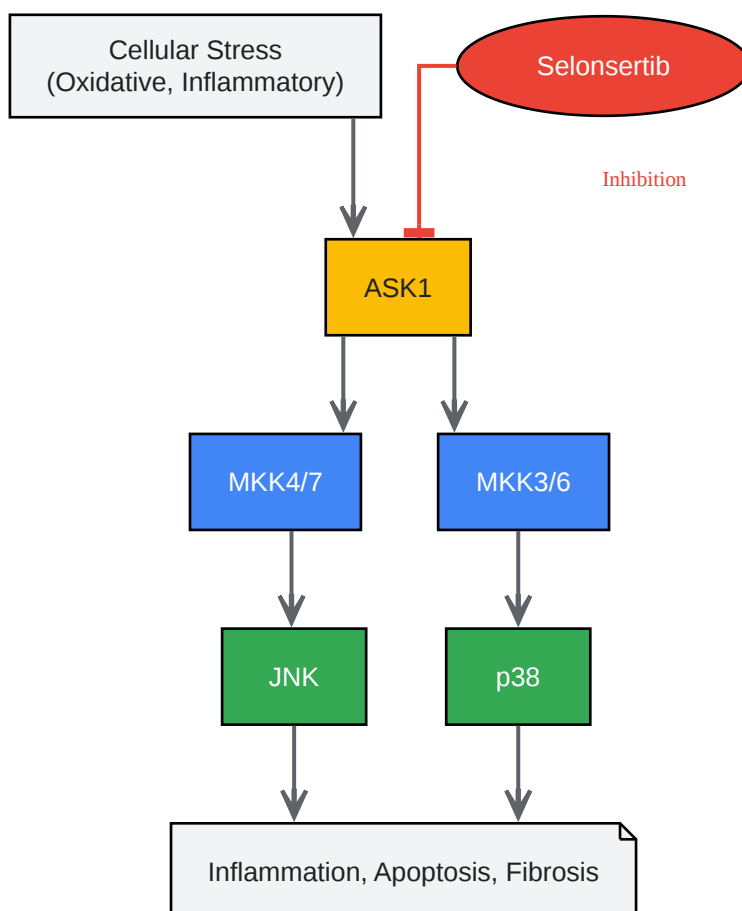 Cellular Stress
(Oxidative, Inflammatory)
Selonsertib
Inhibition
ASK1
MKK4/7
MKK3/6
JNK
p38
Inflammation, Apoptosis, Fibrosis